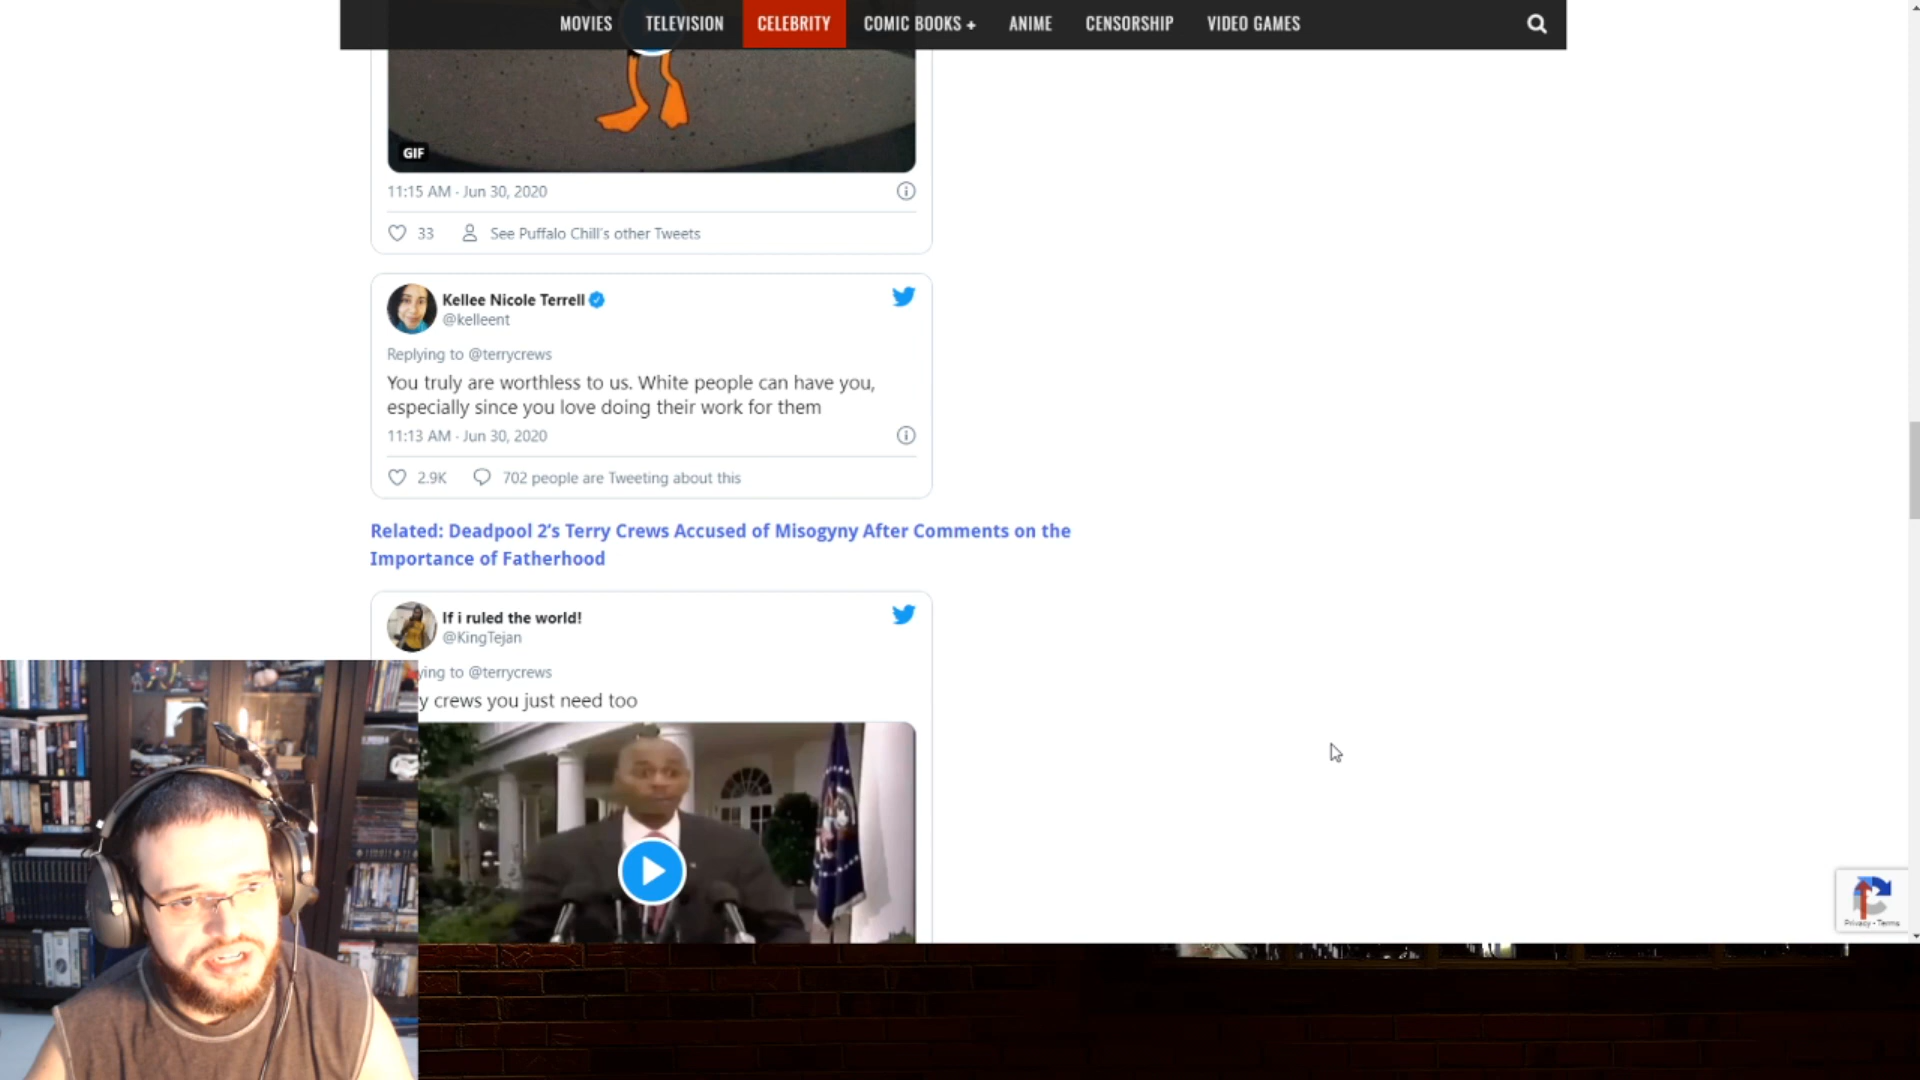 MOVIES TELEVISION CELEBRITY COMIC BOOKS + ANIME CENSORSHIP VIDEO GAMES
GIF
11:15 AM · Jun 30, 2020
33 See Puffalo Chill's other Tweets
Kellee Nicole Terrell
@kelleent
Replying to @terrycrews
You truly are worthless to us. White people can have you,
especially since you love doing their work for them
11:13 AM · Jun 30, 2020
2.9K 702 people are Tweeting about this
Related: Deadpool 2's Terry Crews Accused of Misogyny After Comments on the
Importance of Fatherhood
If i ruled the world!
@KingTejan
ying to @terrycrews
y crews you just need too
Privacy - Terms